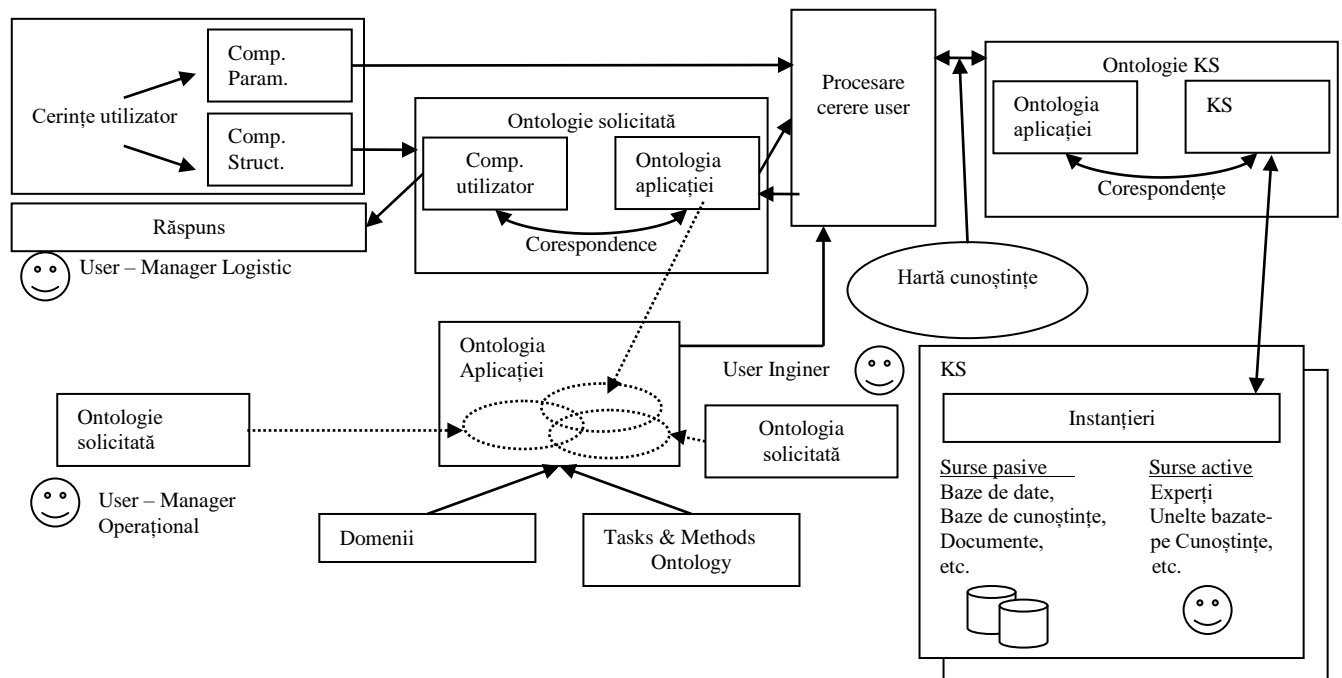 Comp.
Param.
Cerințe utilizator
Comp.
Struct.
Răspuns
User – Manager Logistic
Ontologie solicitată
Comp.
utilizator
Ontologia
aplicației
Corespondence
Procesare
cerere user
Ontologie KS
Ontologia
aplicației
KS
Corespondențe
Hartă cunoștințe
Ontologia
Aplicației
User Inginer
Ontologie
solicitată
User – Manager
Operațional
Ontologia
solicitată
Domenii
Tasks & Methods
Ontology
KS
Instanțieri
Surse pasive
Baze de date,
Baze de cunoștințe,
Documente,
etc.
Surse active
Experți
Unelte bazate-
pe Cunoștințe,
etc.